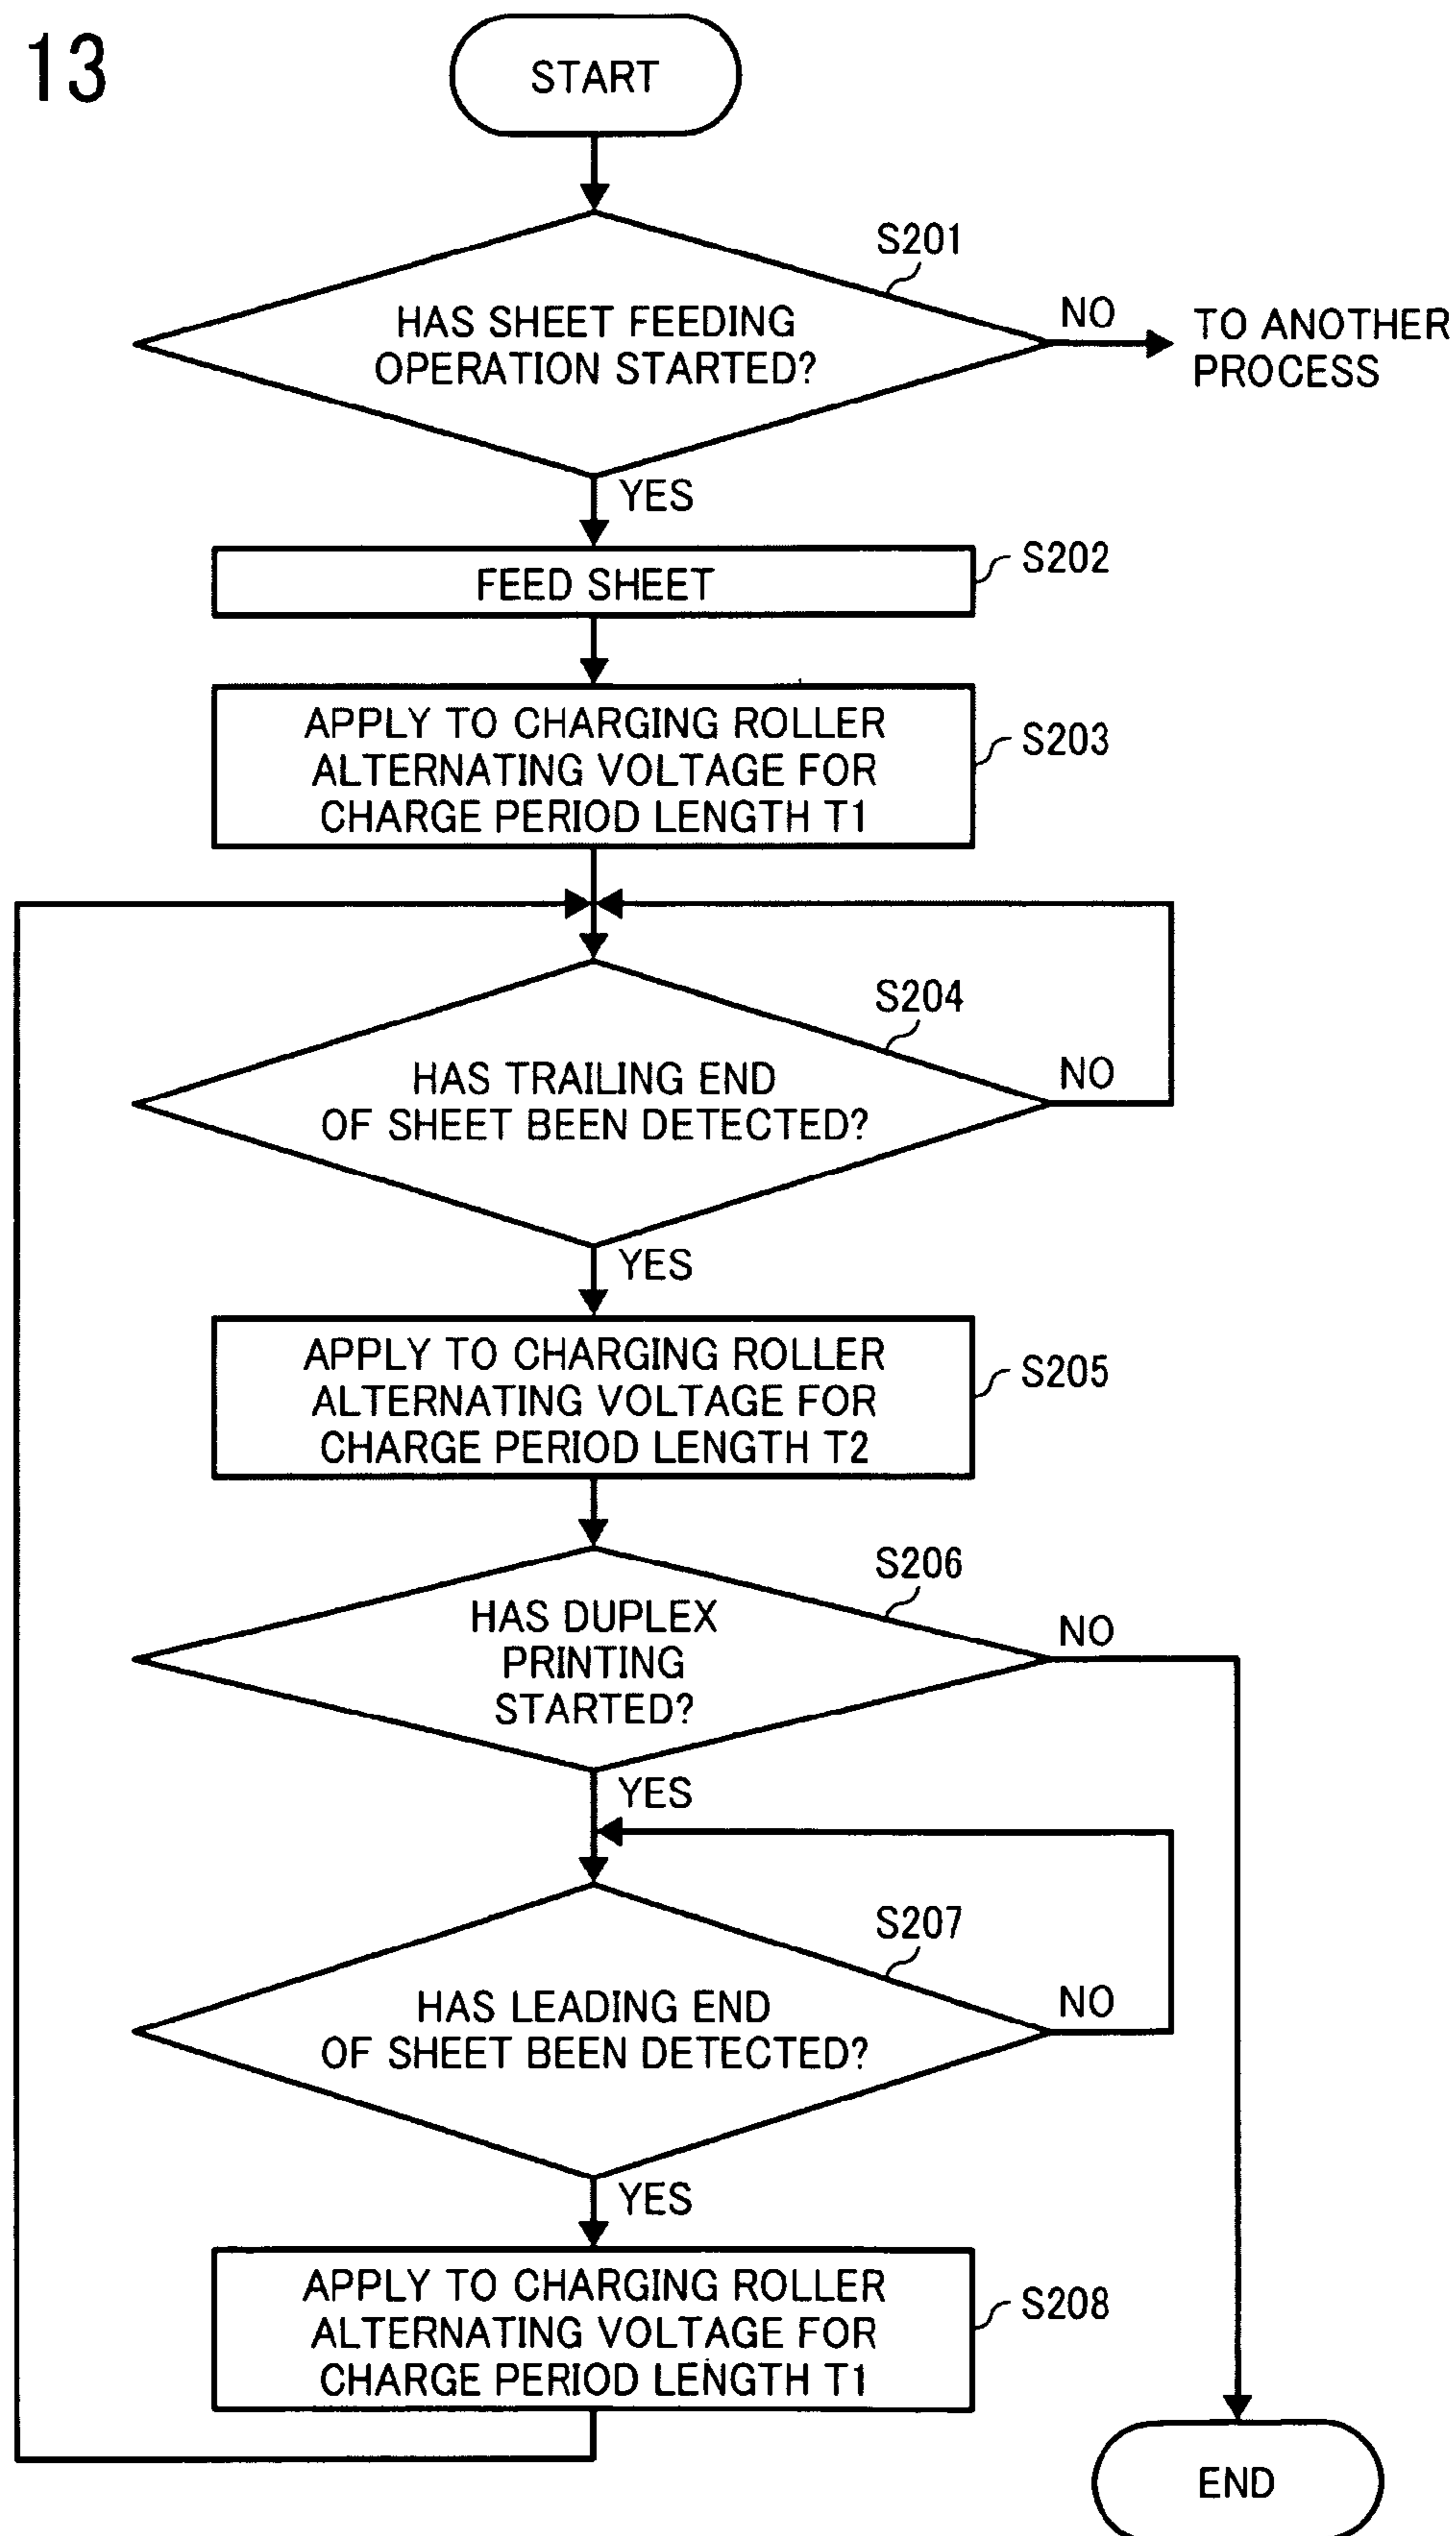 13
START
S201
HAS SHEET FEEDING
OPERATION STARTED?
NO
TO ANOTHER
PROCESS
YES
FEED SHEET
S202
APPLY TO CHARGING ROLLER
ALTERNATING VOLTAGE FOR
CHARGE PERIOD LENGTH T1
S203
S204
HAS TRAILING END
OF SHEET BEEN DETECTED?
NO
YES
APPLY TO CHARGING ROLLER
ALTERNATING VOLTAGE FOR
CHARGE PERIOD LENGTH T2
S205
S206
HAS DUPLEX
PRINTING
STARTED?
NO
YES
S207
HAS LEADING END
OF SHEET BEEN DETECTED?
NO
YES
APPLY TO CHARGING ROLLER
ALTERNATING VOLTAGE FOR
CHARGE PERIOD LENGTH T1
S208
END